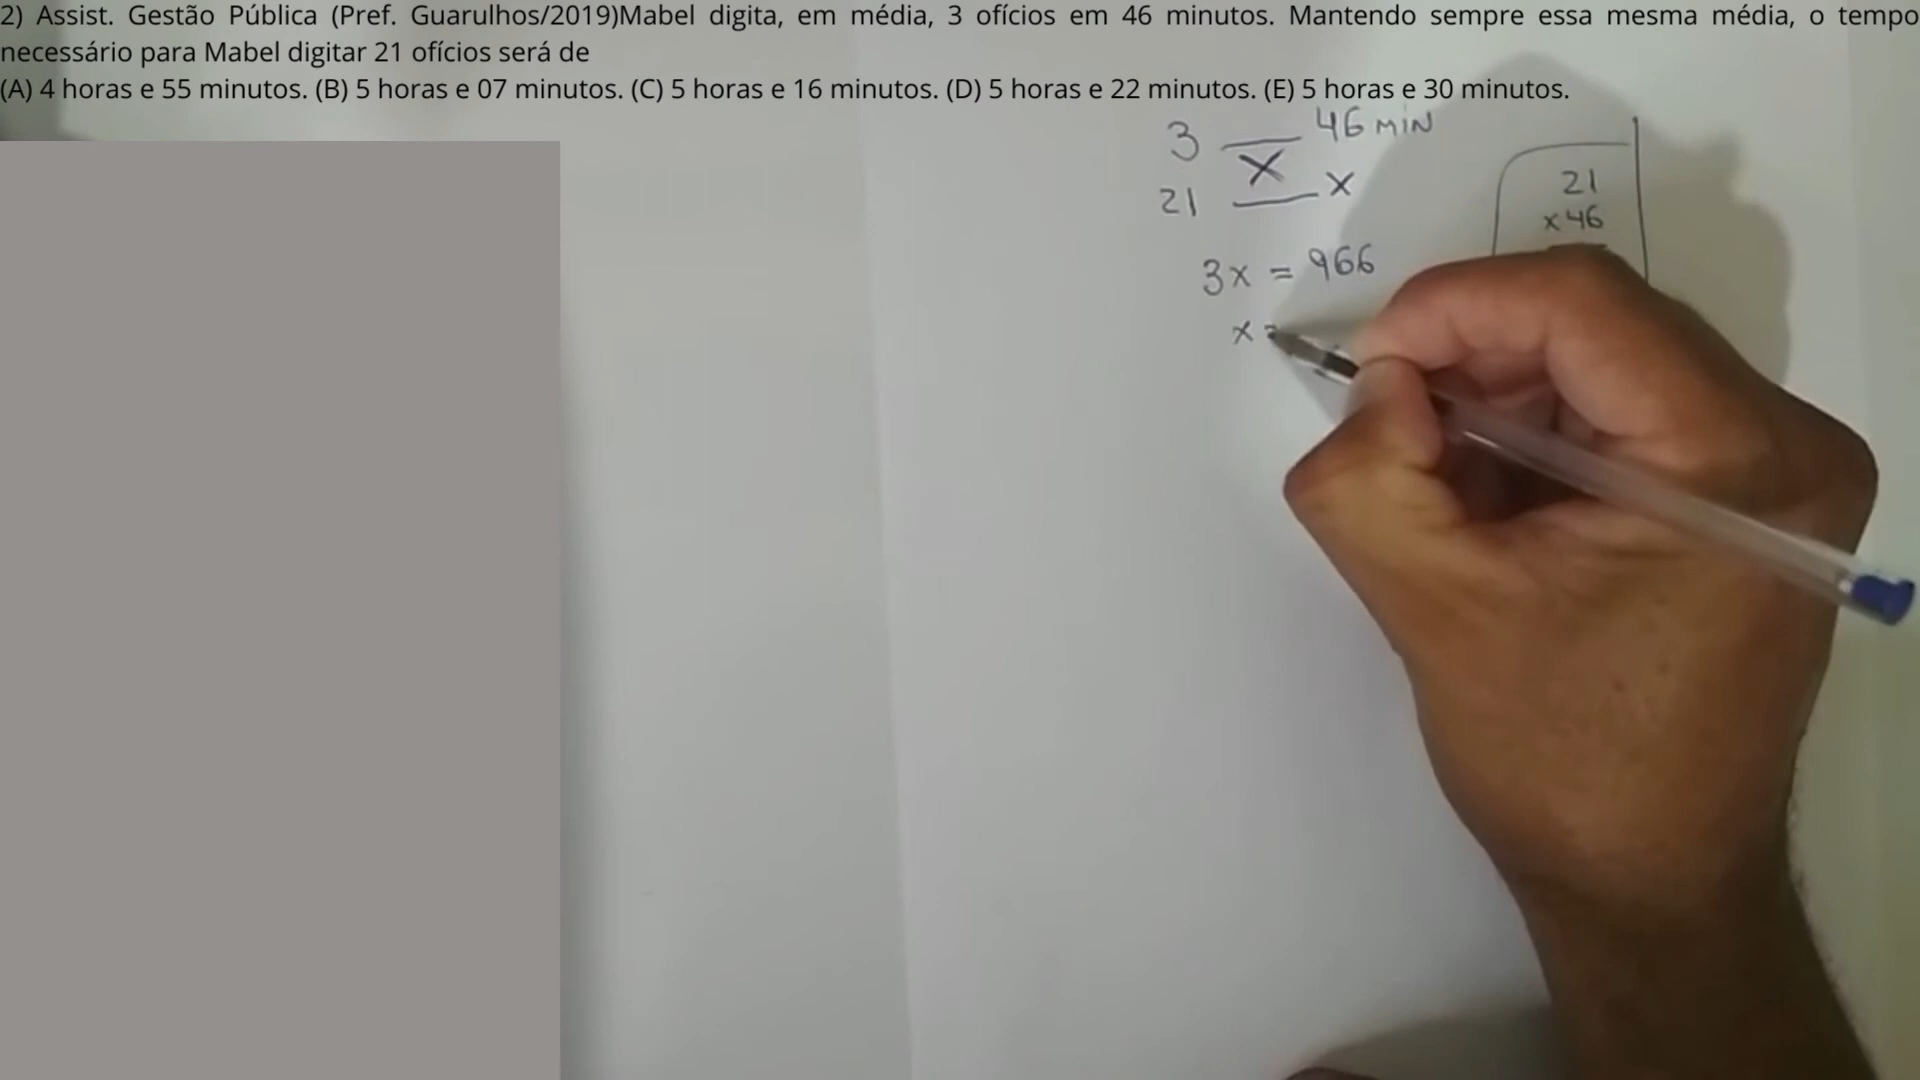 2) Assist. Gestão Pública (Pref. Guarulhos/2019)Mabel digita, em média, 3 ofícios em 46 minutos. Mantendo sempre essa mesma média, o tempo
necessário para Mabel digitar 21 ofícios será de
(A) 4 horas e 55 minutos. (B) 5 horas e 07 minutos. (C) 5 horas e 16 minutos. (D) 5 horas e 22 minutos. (E) 5 horas e 30 minutos.
3 X 46 MIN
21 X
3x = 966
x =
21
x 46